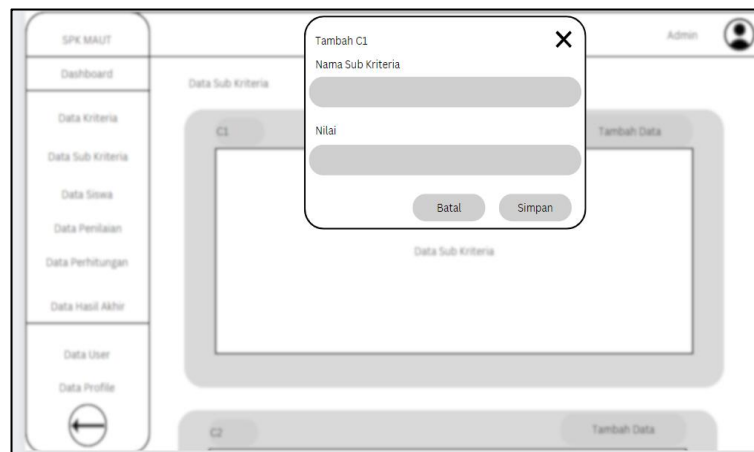 SPK MAUT
Dashboard
Data Kriteria
Data Sub Kriteria
Data Siswa
Data Penilaian
Data Perhitungan
Data Hasil Akhir
Data User
Data Profile
Admin
Data Sub Kriteria
C1
Tambah Data
Data Sub Kriteria
C2
Tambah Data
Tambah C1
Nama Sub Kriteria
Nilai
Batal Simpan